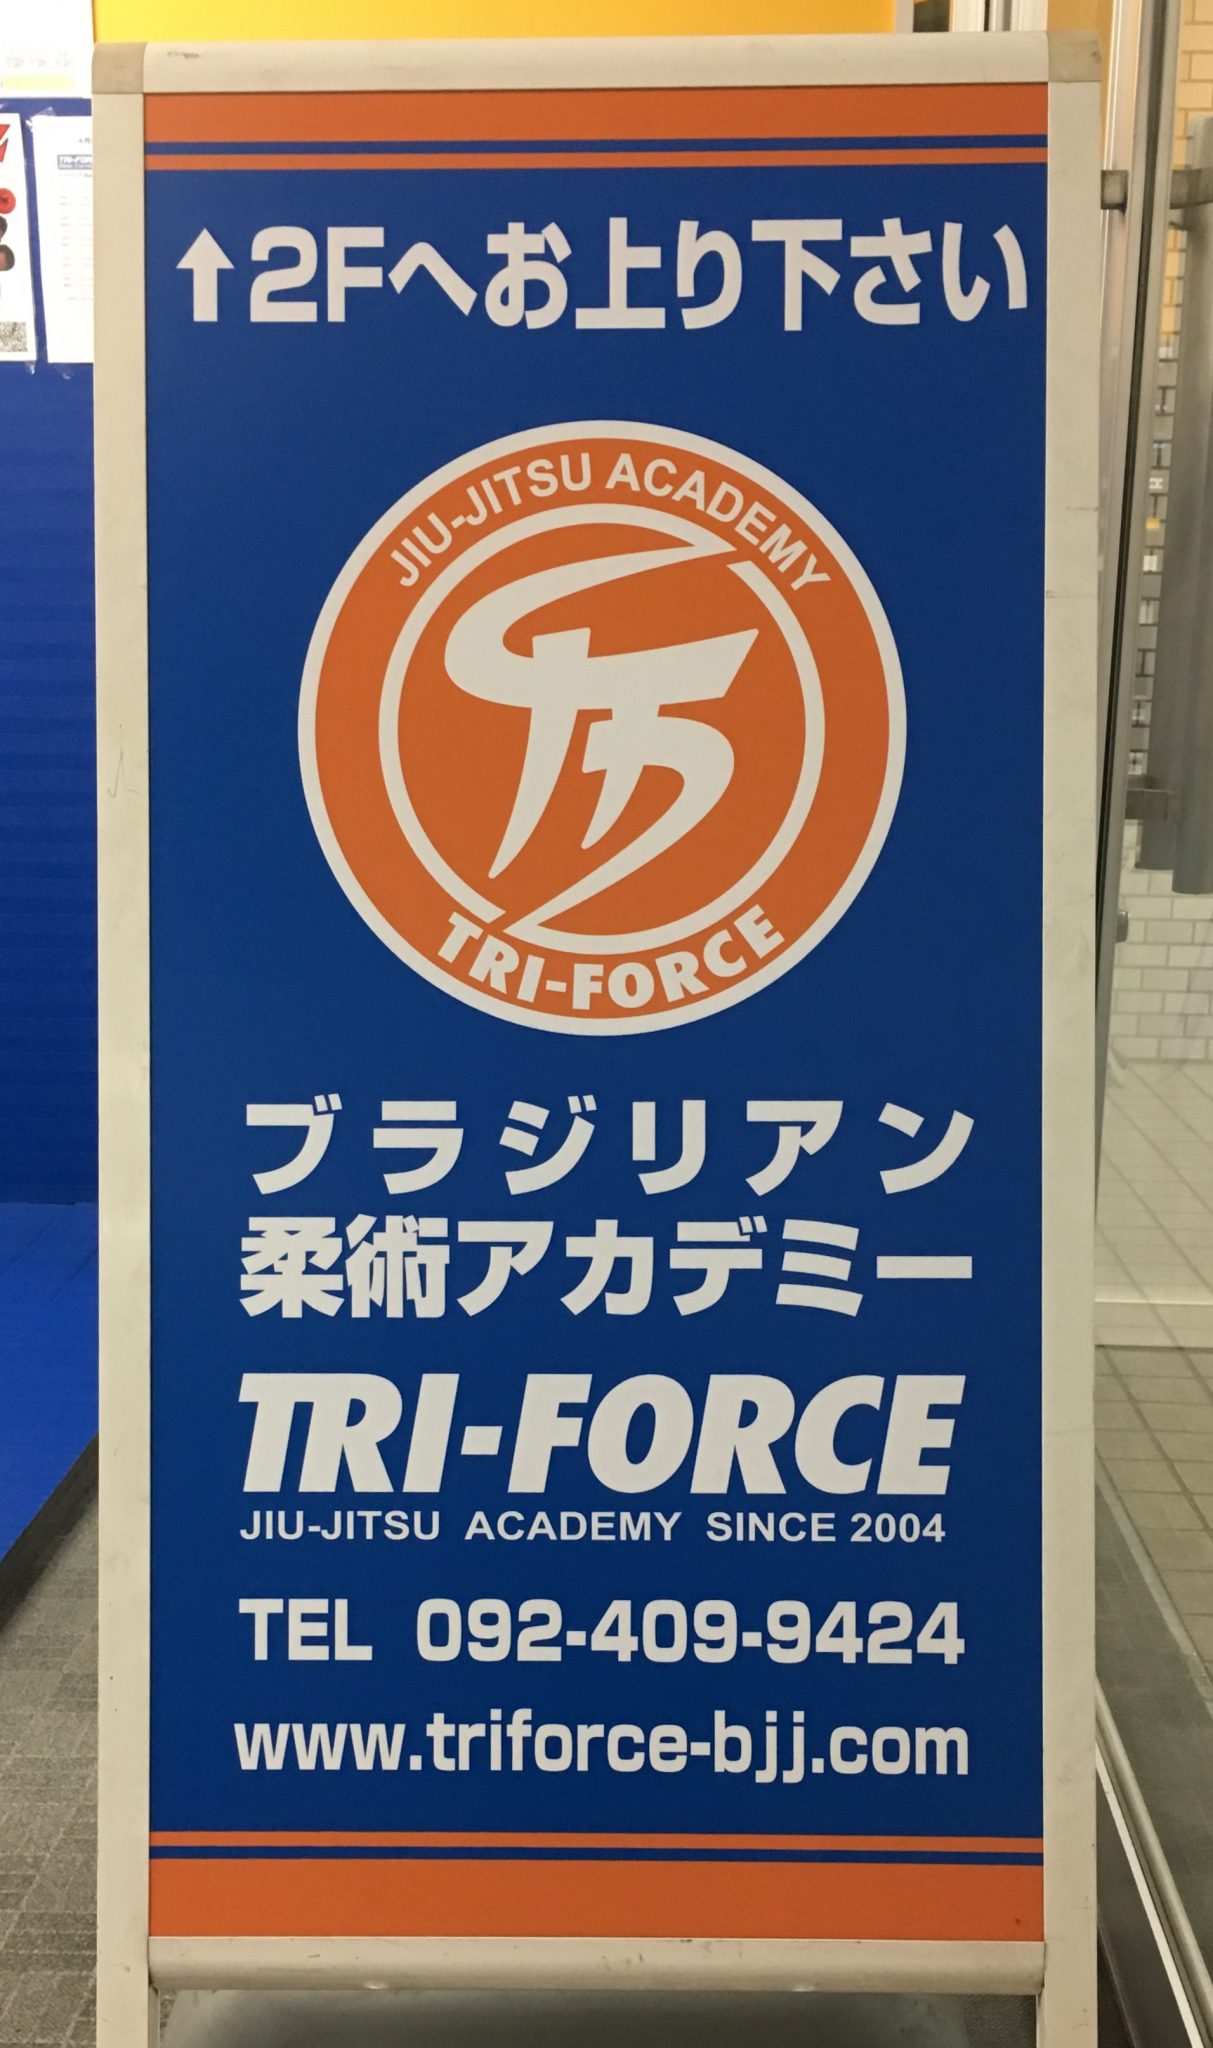 ↑2Fへお上り下さい
JIU-JITSU ACADEMY
TRI-FORCE
ブラジリアン
柔術アカデミー
TRI-FORCE
JIU-JITSU ACADEMY SINCE 2004
TEL 092-409-9424
www.triforce-bjj.com